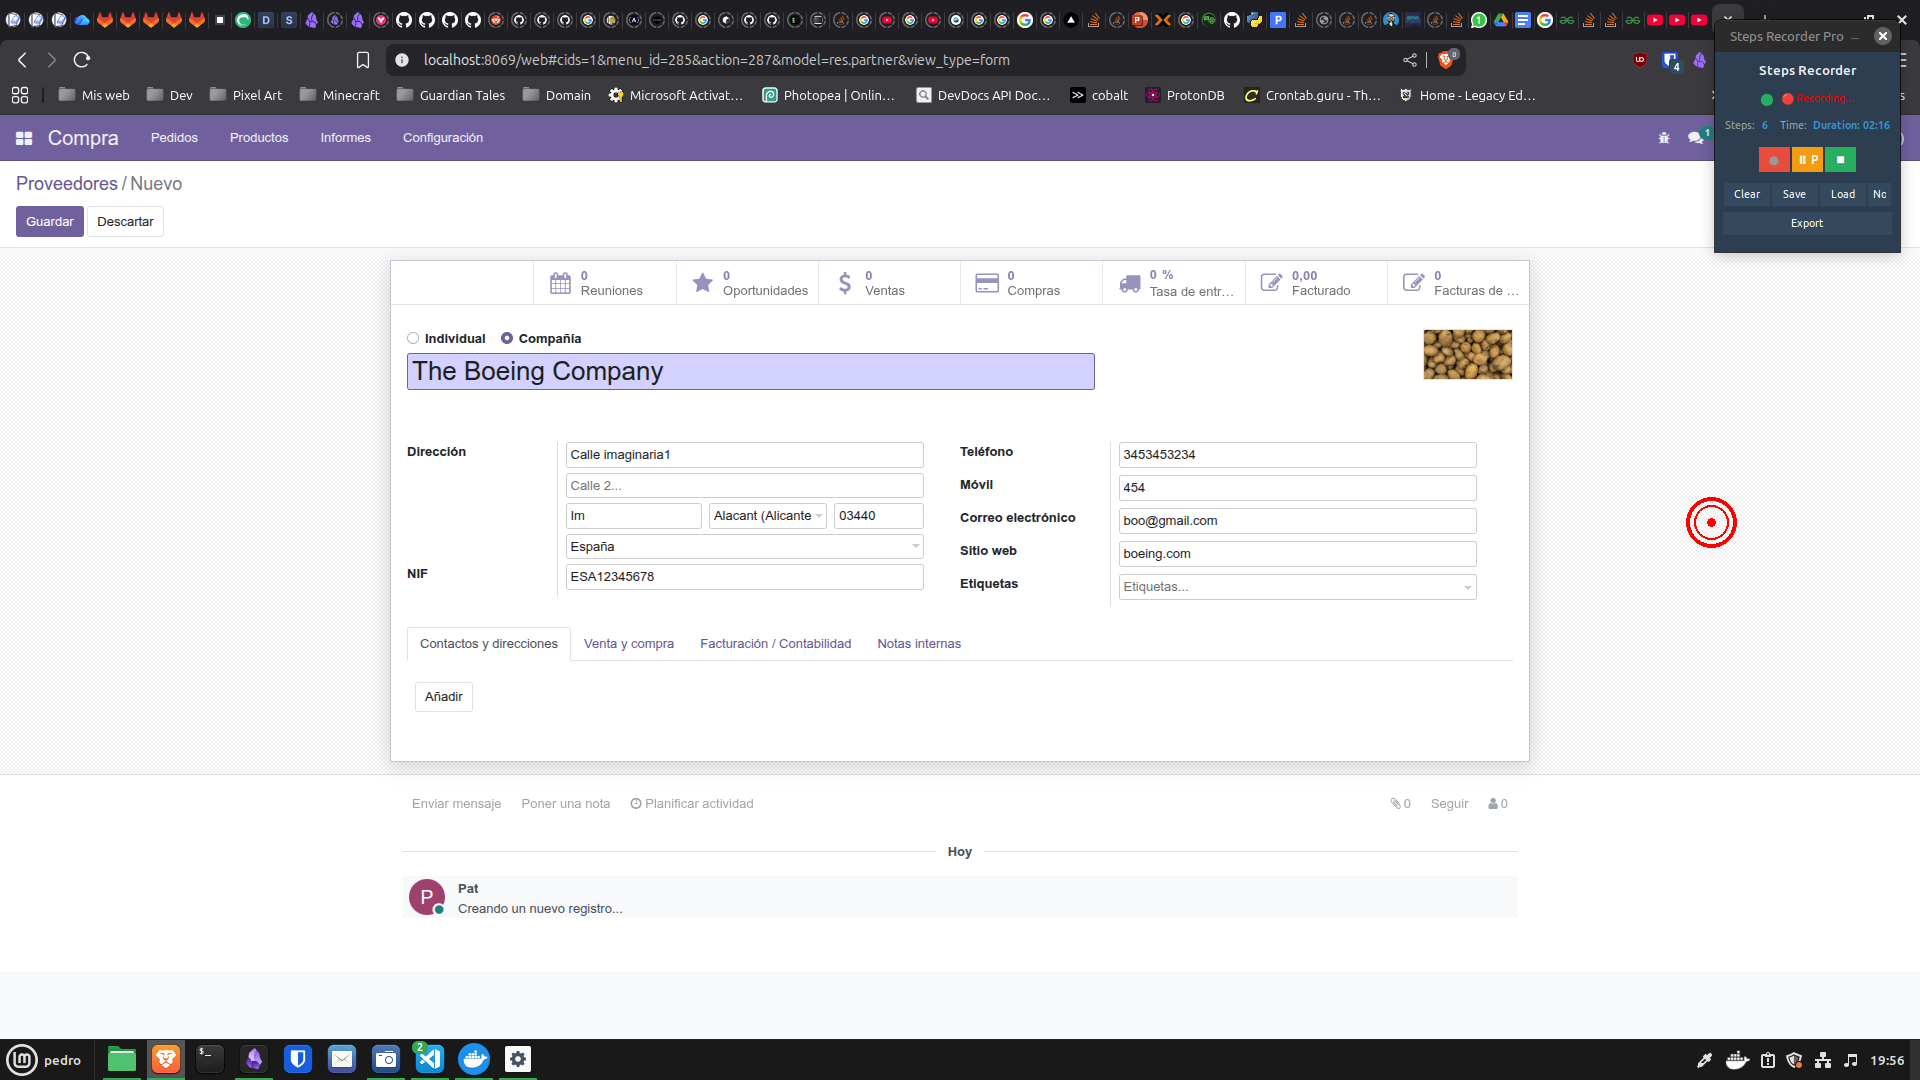 Steps Recorder Pro
localhost:8069/web#cids=1&menu_id=285&action=287&model=res.partner&view_type=form
Steps Recorder
Mis web
Dev
Pixel Art
Minecraft
Guardian Tales
Domain
Microsoft Activat...
Photopea | Onlin...
DevDocs API Doc...
cobalt
ProtonDB
Crontab.guru - Th...
Home - Legacy Ed...
Recording...
Steps: 6 Time: Duration: 02:16
Compra
Pedidos
Productos
Informes
Configuración
1
P
Proveedores / Nuevo
Clear
Save
Load
No
Guardar
Descartar
Export
0
Reuniones
0
Oportunidades
0
Ventas
0
Compras
0 %
Tasa de entr...
0,00
Facturado
0
Facturas de ...
Individual
Compañía
The Boeing Company
Dirección
Calle imaginaria1
Calle 2...
Im
Alacant (Alicante
03440
España
NIF
ESA12345678
Teléfono
3453453234
Móvil
454
Correo electrónico
boo@gmail.com
Sitio web
boeing.com
Etiquetas
Etiquetas...
Contactos y direcciones
Venta y compra
Facturación / Contabilidad
Notas internas
Añadir
Enviar mensaje
Poner una nota
Planificar actividad
0
Seguir
0
Hoy
P
Pat
Creando un nuevo registro...
pedro
2
19:56